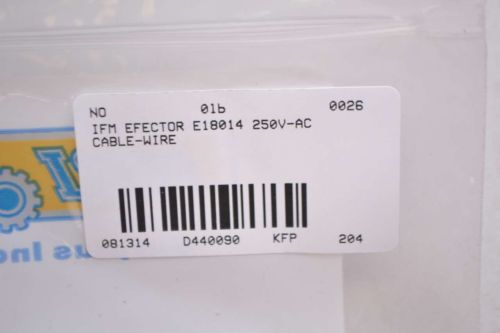 NO 01b 0026
IFM EFECTOR E18014 250V-AC
CABLE-WIRE
081314 D440090 KFP 204